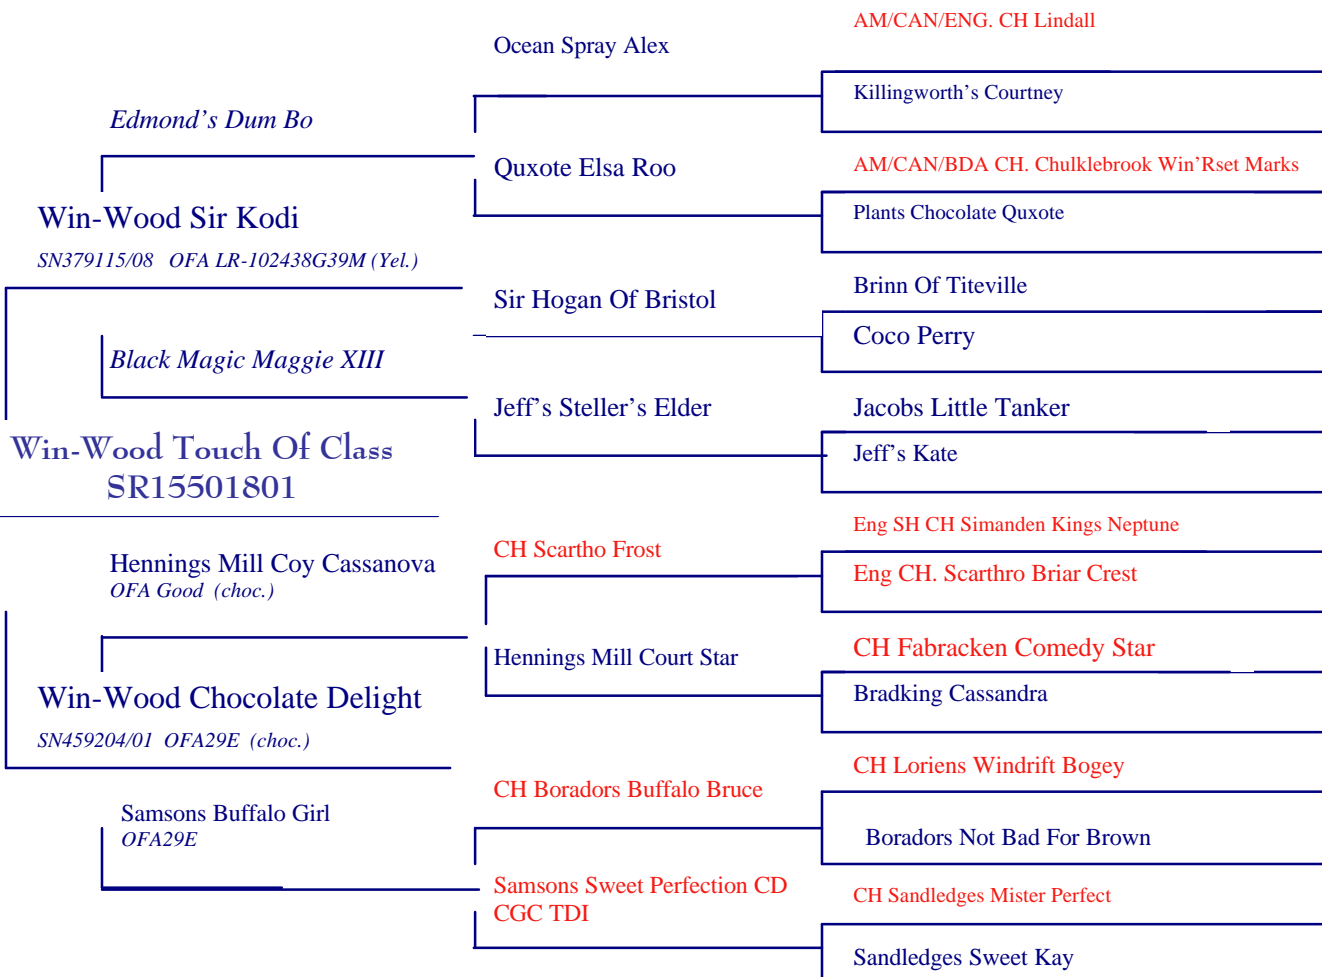 AM/CAN/ENG. CH Lindall
Ocean Spray Alex
Killingworth's Courtney
Edmond's Dum Bo
Quxote Elsa Roo
AM/CAN/BDA CH. Chulklebrook Win'Rset Marks
Plants Chocolate Quxote
Win-Wood Sir Kodi
SN379115/08 OFA LR-102438G39M (Yel.)
Sir Hogan Of Bristol
Brinn Of Titeville
Coco Perry
Black Magic Maggie XIII
Jeff's Steller's Elder
Jacobs Little Tanker
Jeff's Kate
Win-Wood Touch Of Class
SR15501801
Eng SH CH Simanden Kings Neptune
CH Scartho Frost
Eng CH. Scarthro Briar Crest
Hennings Mill Coy Cassanova
OFA Good (choc.)
Hennings Mill Court Star
CH Fabracken Comedy Star
Bradking Cassandra
Win-Wood Chocolate Delight
SN459204/01 OFA29E (choc.)
CH Loriens Windrift Bogey
CH Boradors Buffalo Bruce
Boradors Not Bad For Brown
Samsons Buffalo Girl
OFA29E
Samsons Sweet Perfection CD
CGC TDI
CH Sandledges Mister Perfect
Sandledges Sweet Kay